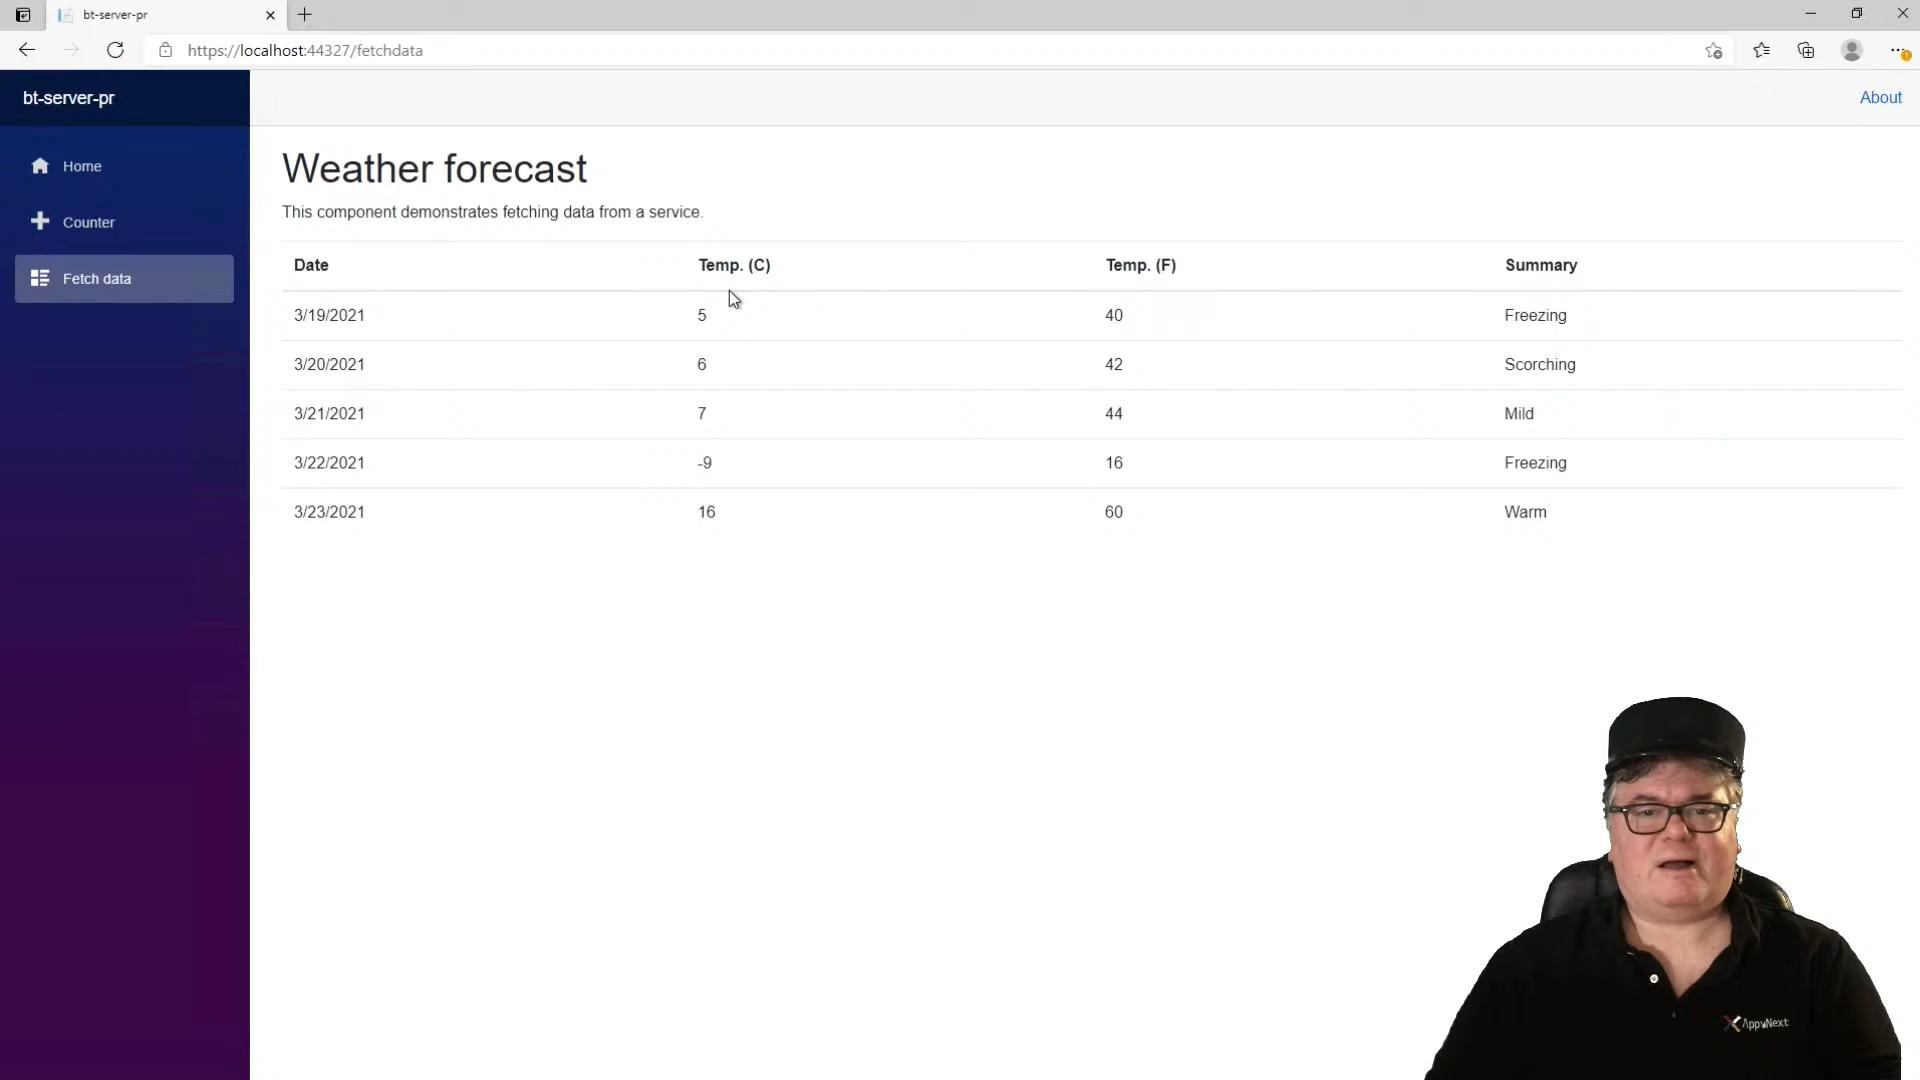 bt-server-pr
https://localhost:44327/fetchdata
bt-server-pr
About
Home
Counter
Fetch data
Weather forecast
This component demonstrates fetching data from a service.
Date Temp. (C) Temp. (F) Summary
3/19/2021 5 40 Freezing
3/20/2021 6 42 Scorching
3/21/2021 7 44 Mild
3/22/2021 -9 16 Freezing
3/23/2021 16 60 Warm
AppvNext